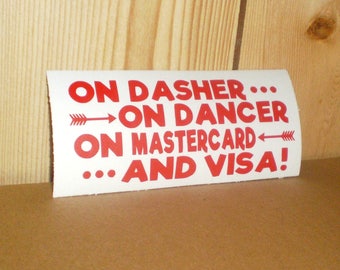 ON DASHER...
ON DANCER
ON MASTERCARD
...AND VISA!